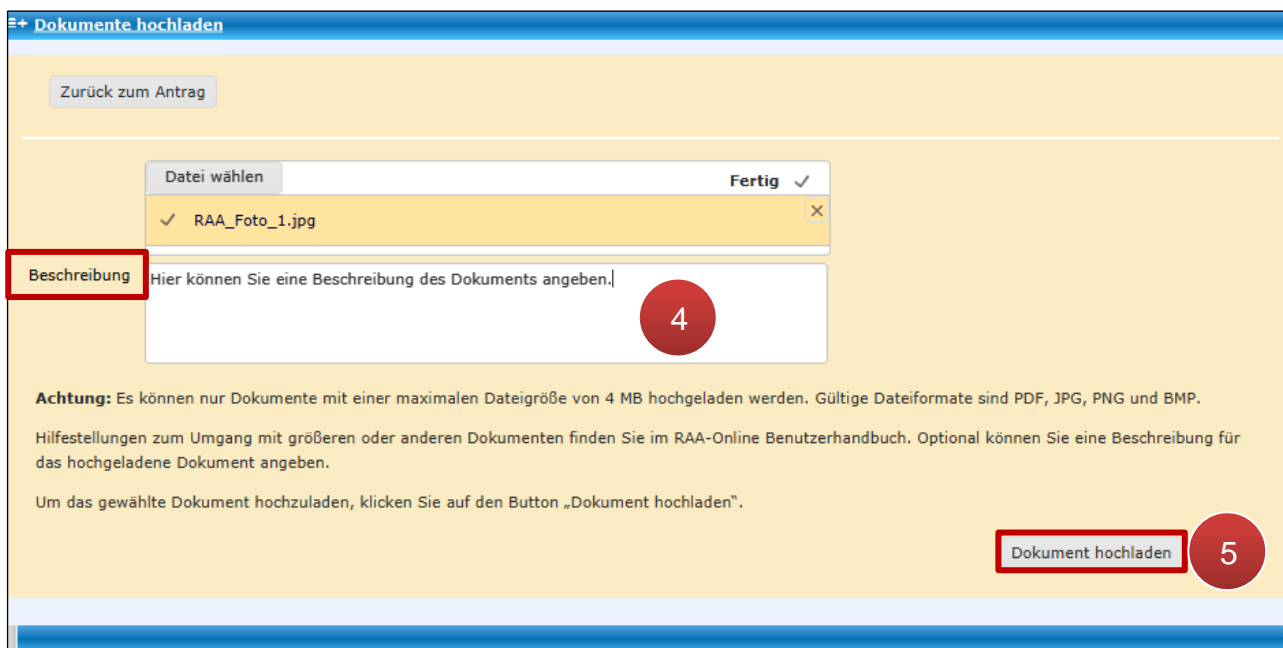 Dokumente hochladen
Zurück zum Antrag
Datei wählen
Fertig
RAA_Foto_1.jpg
Beschreibung
Hier können Sie eine Beschreibung des Dokuments angeben.
4
Achtung: Es können nur Dokumente mit einer maximalen Dateigröße von 4 MB hochgeladen werden. Gültige Dateiformate sind PDF, JPG, PNG und BMP.
Hilfestellungen zum Umgang mit größeren oder anderen Dokumenten finden Sie im RAA-Online Benutzerhandbuch. Optional können Sie eine Beschreibung für
das hochgeladene Dokument angeben.
Um das gewählte Dokument hochzuladen, klicken Sie auf den Button „Dokument hochladen“.
Dokument hochladen
5